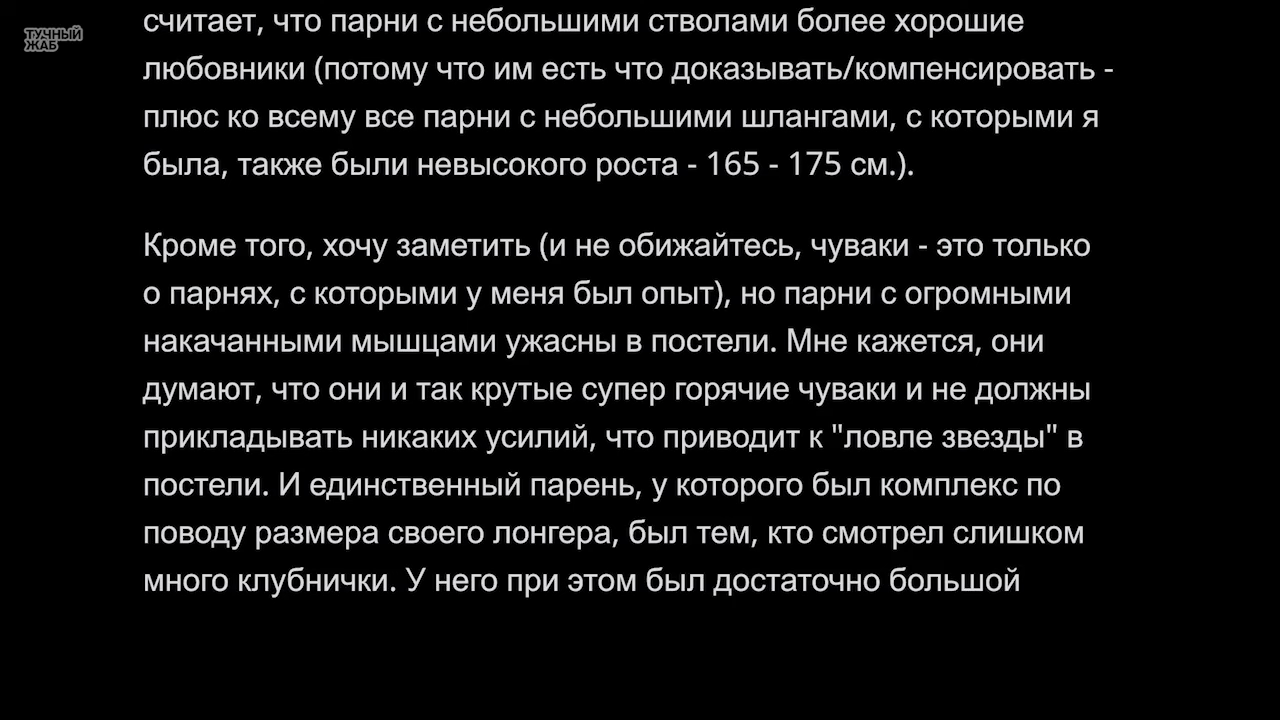 ТУЧНЫЙ
ЖАБ
считает, что парни с небольшими стволами более хорошие
любовники (потому что им есть что доказывать/компенсировать -
плюс ко всему все парни с небольшими шлангами, с которыми я
была, также были невысокого роста - 165 - 175 см.).
Кроме того, хочу заметить (и не обижайтесь, чуваки - это только
о парнях, с которыми у меня был опыт), но парни с огромными
накачанными мышцами ужасны в постели. Мне кажется, они
думают, что они и так крутые супер горячие чуваки и не должны
прикладывать никаких усилий, что приводит к "ловле звезды" в
постели. И единственный парень, у которого был комплекс по
поводу размера своего лонгера, был тем, кто смотрел слишком
много клубнички. У него при этом был достаточно большой